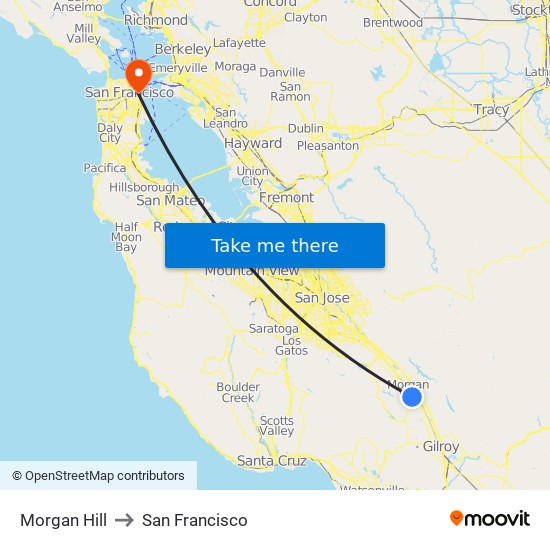 Anselmo
Concord
Stockt
Richmond
Clayton
Mill
Valley
Brentwood
Lafayette
Berkeley
Emeryville
Moraga
Danville
Lath
San Francisco
San
Ramon
San
Leandro
Tracy
Daly
City
Dublin
Hayward
Pleasanton
Pacifica
Union
City
Hillsborough
San Mateo
Fremont
Half
Moon
Bay
Take me there
Mountain View
San Jose
Saratoga
Los
Gatos
Boulder
Creek
Morgan
Scotts
Valley
Gilroy
Santa Cruz
© OpenStreetMap contributors
Watsonville
Morgan Hill → San Francisco
moovit